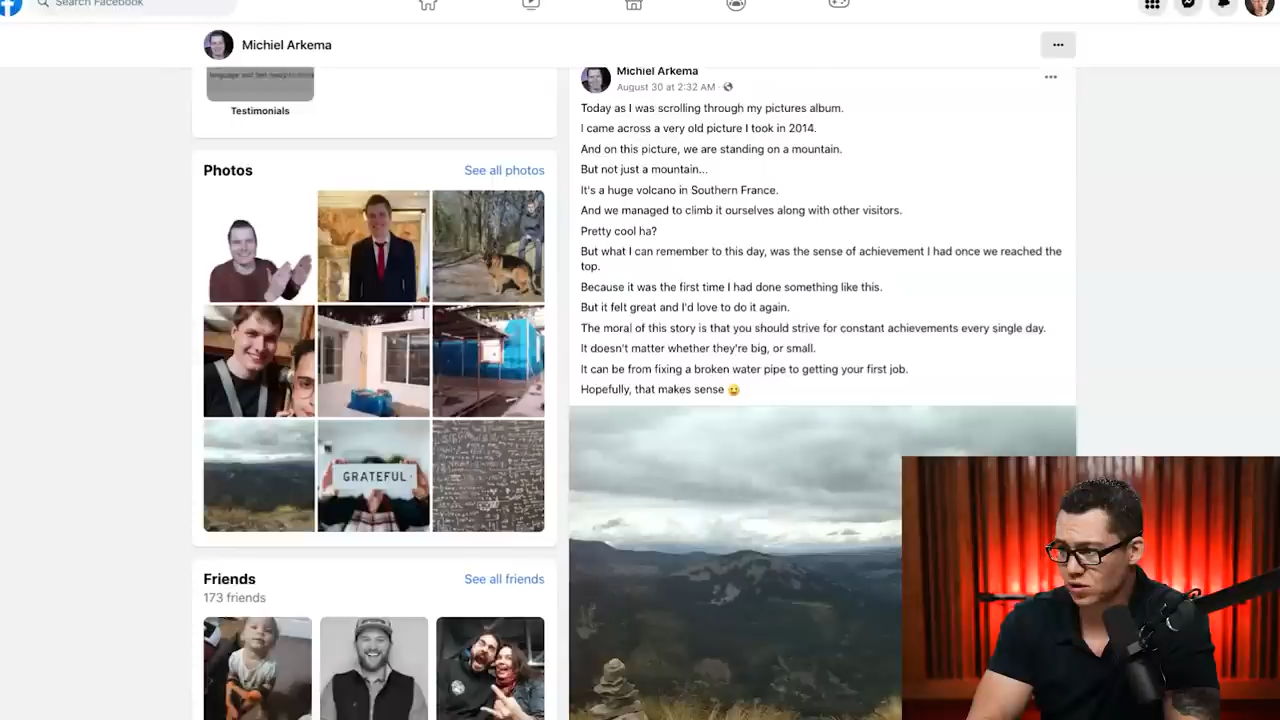 Search Facebook
Michiel Arkema
Testimonials
Photos
See all photos
GRATEFUL
Friends
See all friends
173 friends
Michiel Arkema
August 30 at 2:32 AM ·
Today as I was scrolling through my pictures album.
I came across a very old picture I took in 2014.
And on this picture, we are standing on a mountain.
But not just a mountain...
It's a huge volcano in Southern France.
And we managed to climb it ourselves along with other visitors.
Pretty cool ha?
But what I can remember to this day, was the sense of achievement I had once we reached the
top.
Because it was the first time I had done something like this.
But it felt great and I'd love to do it again.
The moral of this story is that you should strive for constant achievements every single day.
It doesn't matter whether they're big, or small.
It can be from fixing a broken water pipe to getting your first job.
Hopefully, that makes sense 😉